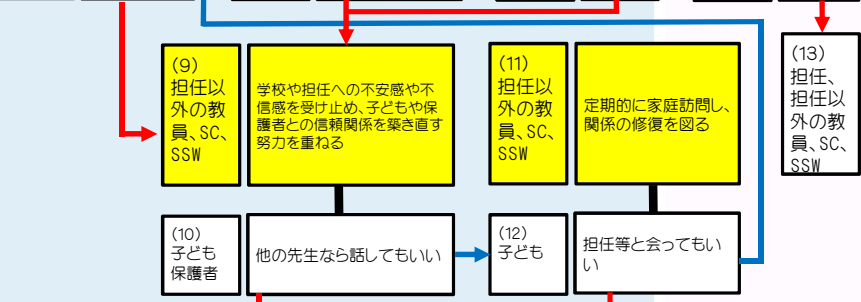 (9)
担任以
外の教
員、SC、
SSW
学校や担任への不安感や不
信感を受け止め、子どもや保
護者との信頼関係を築き直す
努力を重ねる
(11)
担任以
外の教
員、SC、
SSW
定期的に家庭訪問し、
関係の修復を図る
(13)
担任、
担任以
外の教
員、SC、
SSW
(10)
子ども
保護者
他の先生なら話してもいい
(12)
子ども
担任等と会ってもい
い